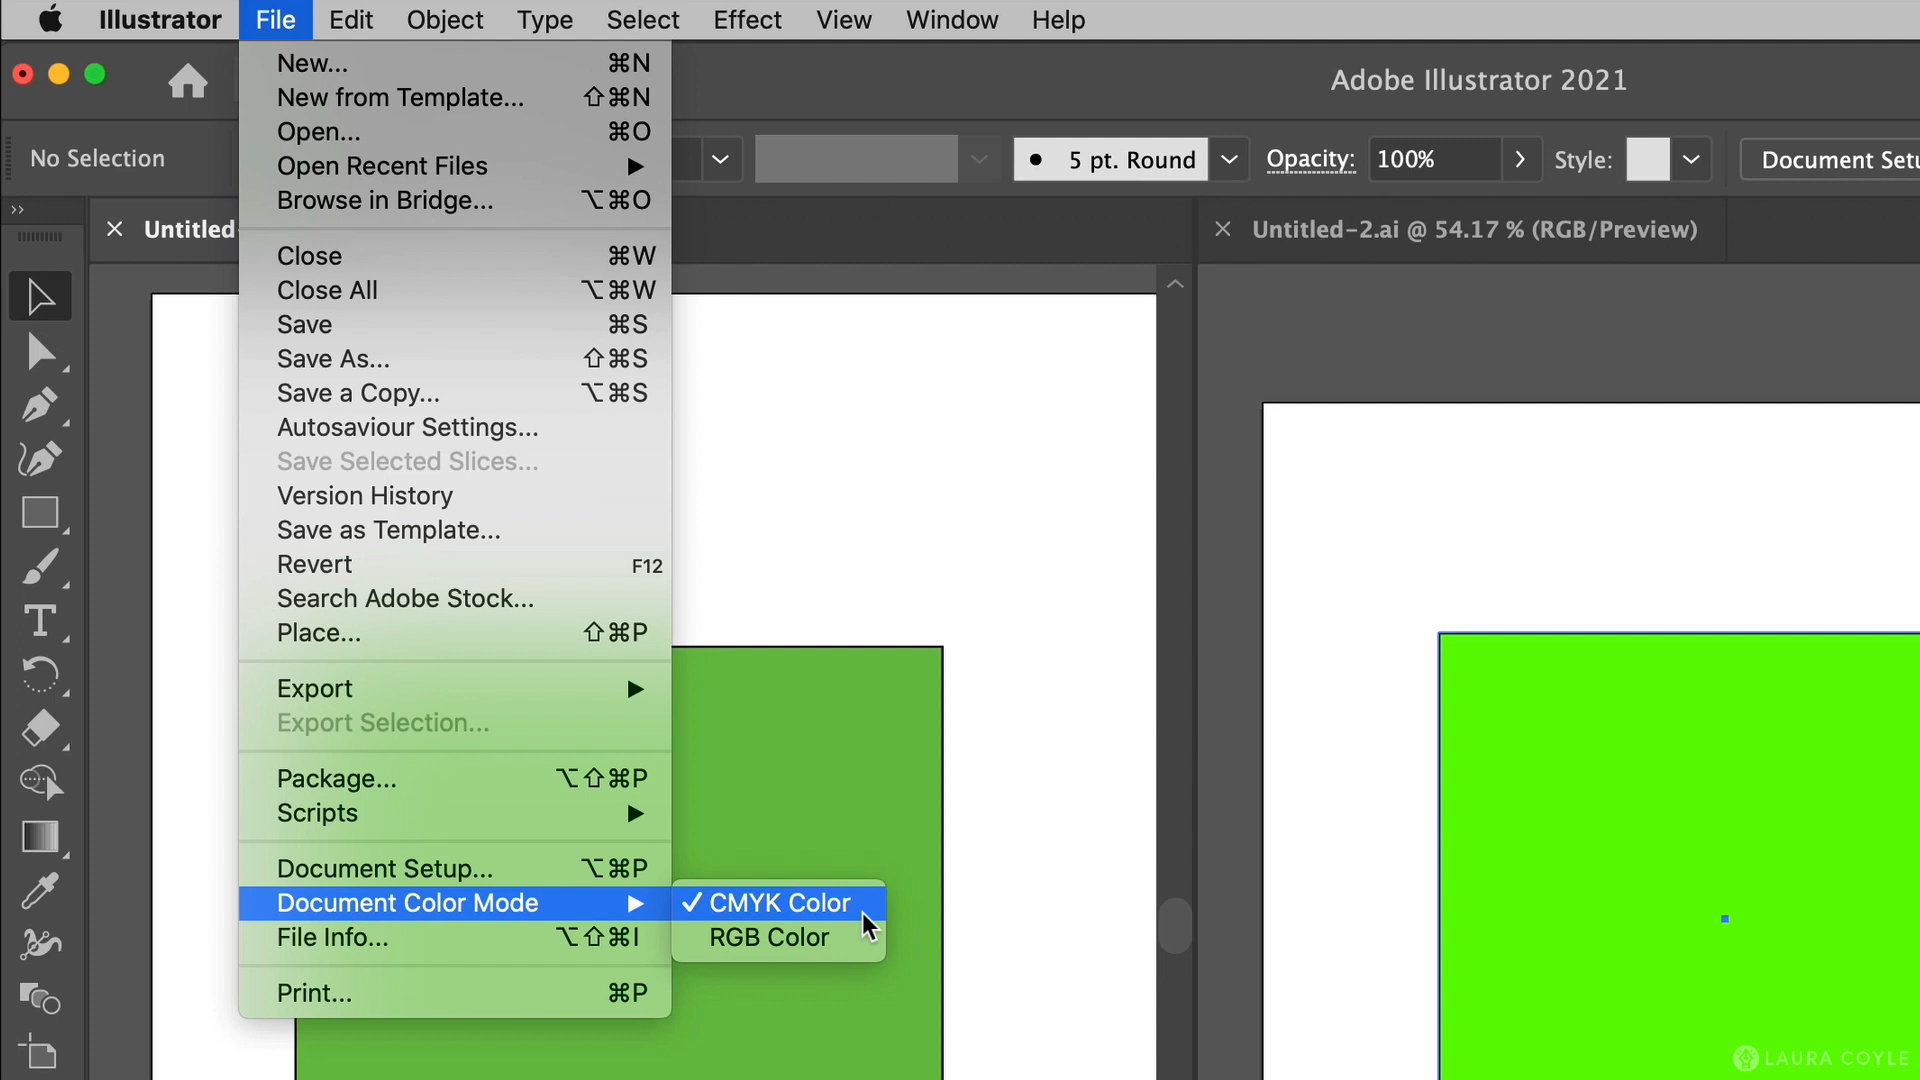 Illustrator File Edit Object Type Select Effect View Window Help
Adobe Illustrator 2021
No Selection
5 pt. Round
Opacity: 100%
Style:
Document Setu
× Untitled-
× Untitled-2.ai @ 54.17 % (RGB/Preview)
New... ⌘N
New from Template... ⇧⌘N
Open... ⌘O
Open Recent Files ▶
Browse in Bridge... ⌥⌘O
Close ⌘W
Close All ⌥⌘W
Save ⌘S
Save As... ⇧⌘S
Save a Copy... ⌥⌘S
Autosaviour Settings...
Save Selected Slices...
Version History
Save as Template...
Revert F12
Search Adobe Stock...
Place... ⇧⌘P
Export ▶
Export Selection...
Package... ⌥⇧⌘P
Scripts ▶
Document Setup... ⌥⌘P
Document Color Mode ▶
✓ CMYK Color
RGB Color
File Info... ⌥⇧⌘I
Print... ⌘P
LAURA COYLE